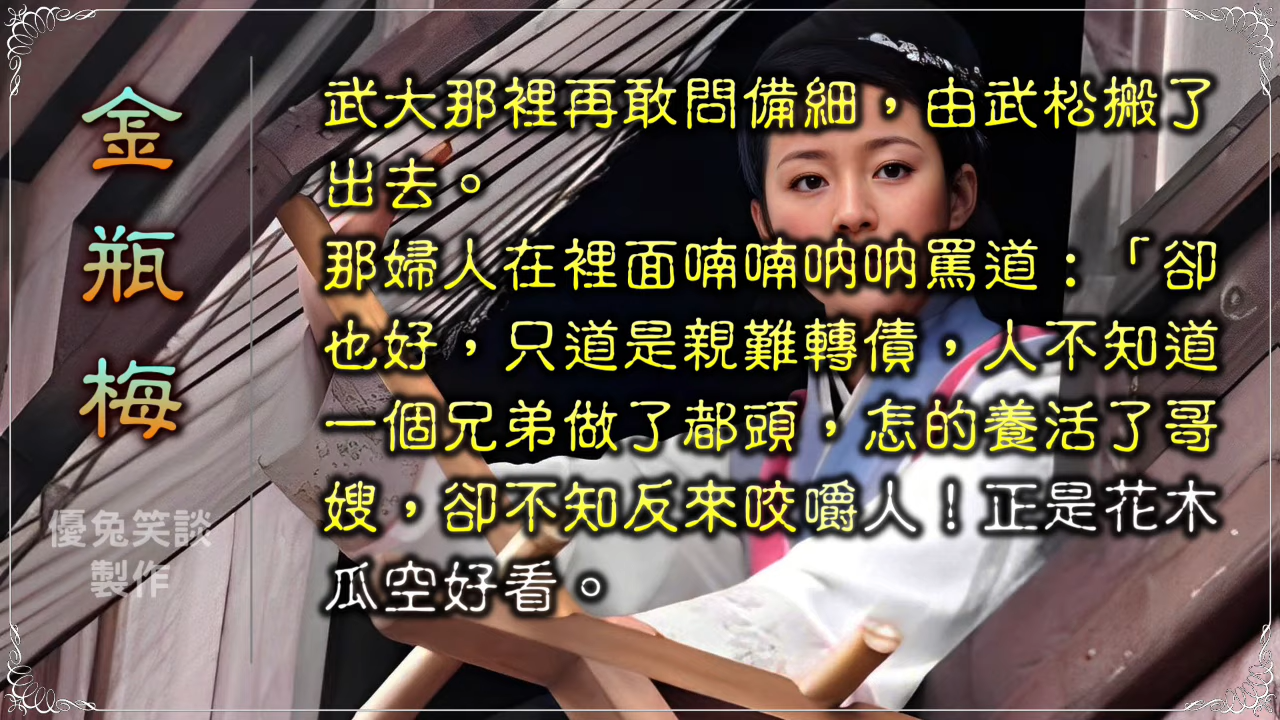 金瓶梅
優兔笑談
製作
武大那裡再敢問備細，由武松搬了
出去。
那婦人在裡面喃喃吶吶罵道：「卻
也好，只道是親難轉債，人不知道
一個兄弟做了都頭，怎的養活了哥
嫂，卻不知反來咬嚼人！正是花木
瓜空好看。